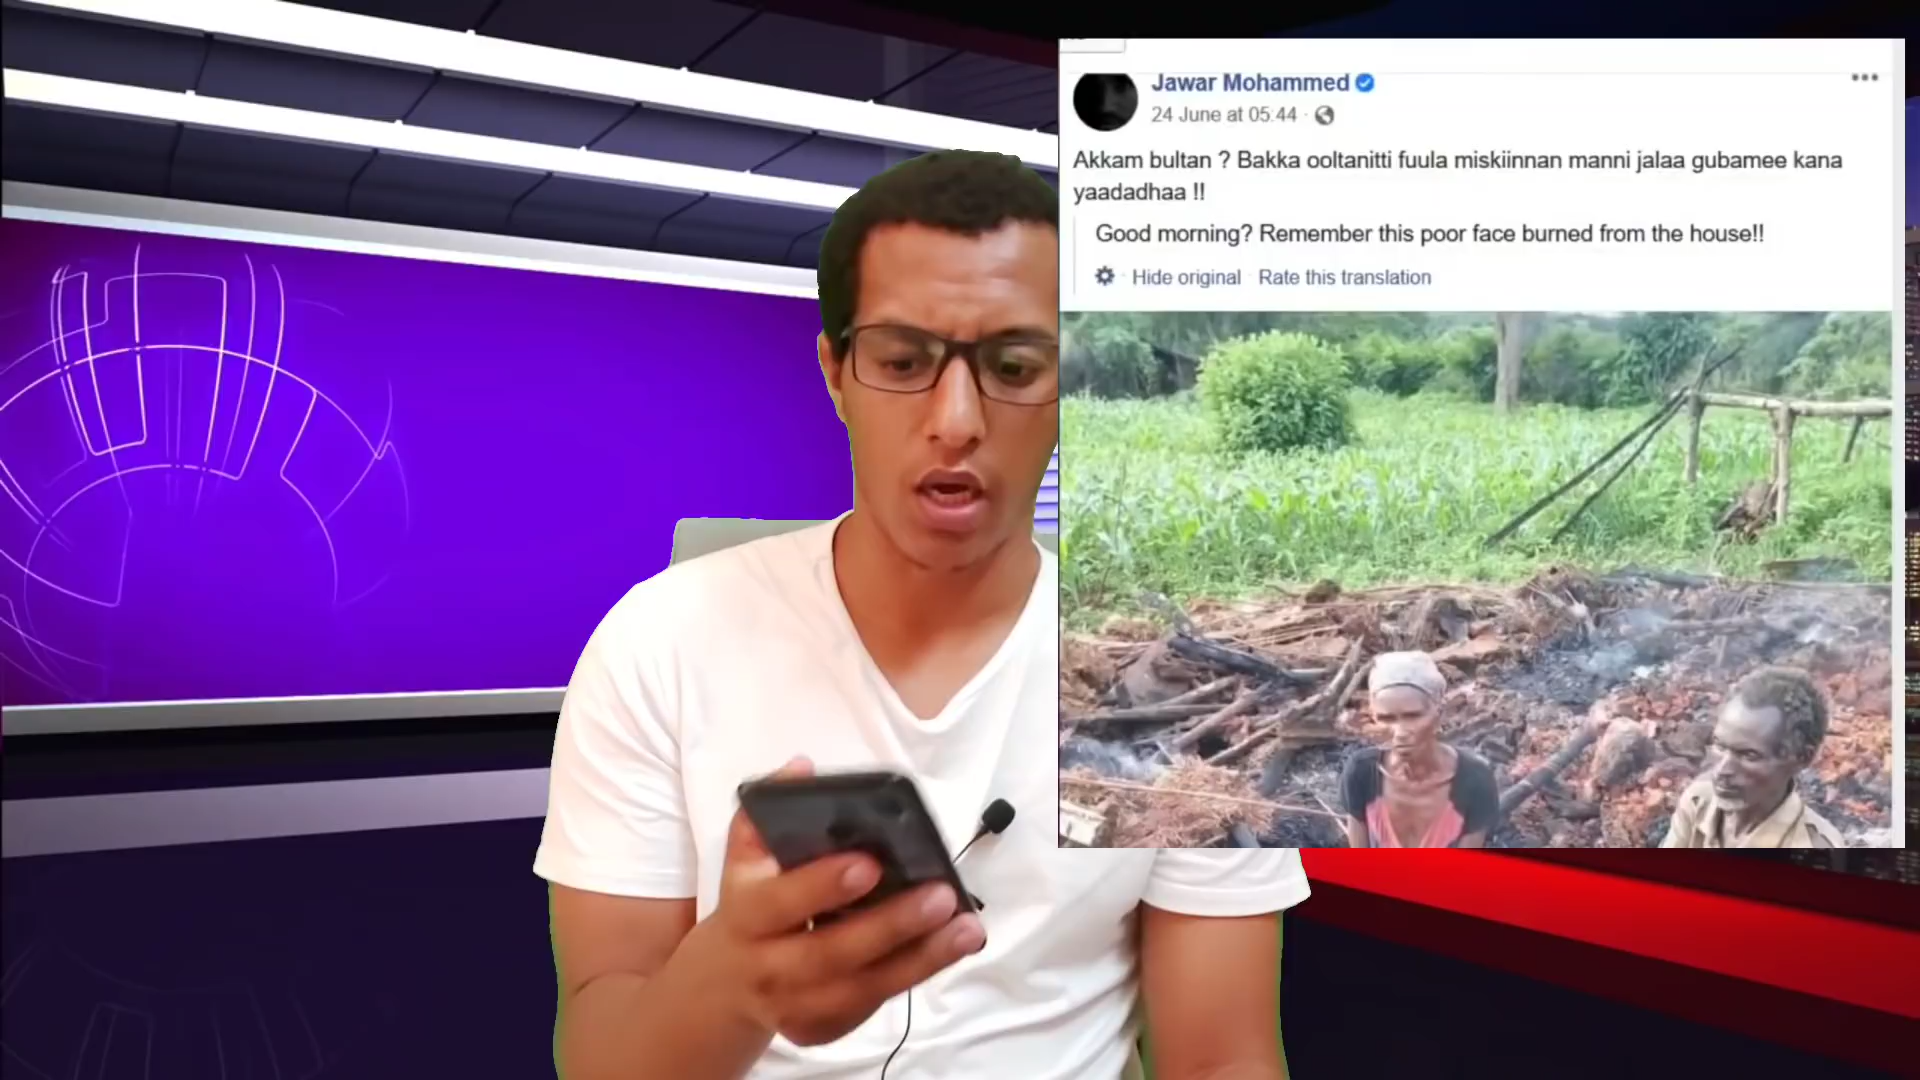 Jawar Mohammed
24 June at 05:44 ·
Akkam bultan ? Bakka ooltanitti fuula miskiinnan manni jalaa gubamee kana
yaadadhaa !!
Good morning? Remember this poor face burned from the house!!
· Hide original · Rate this translation